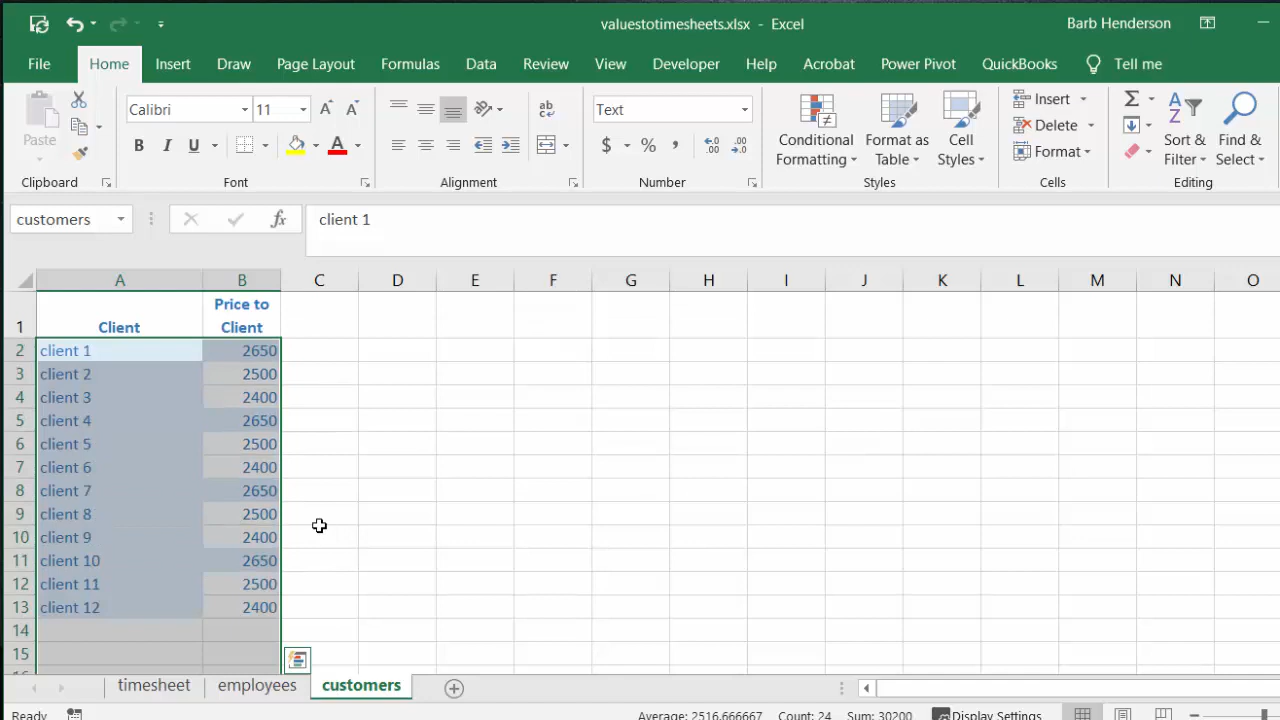 valuestotimesheets.xlsx - Excel
Barb Henderson
File Home Insert Draw Page Layout Formulas Data Review View Developer Help Acrobat Power Pivot QuickBooks Tell me
Paste
Calibri 11
B I U A
ab
Text
$ % ,
Conditional Formatting
Format as Table
Cell Styles
Insert
Delete
Format
Sort & Filter
Find & Select
Clipboard Font Alignment Number Styles Cells Editing
customers fx client 1
A B C D E F G H I J K L M N O
1 Client Price to Client
2 client 1 2650
3 client 2 2500
4 client 3 2400
5 client 4 2650
6 client 5 2500
7 client 6 2400
8 client 7 2650
9 client 8 2500
10 client 9 2400
11 client 10 2650
12 client 11 2500
13 client 12 2400
14
15
timesheet employees customers
Ready Average: 2516.666667 Count: 24 Sum: 30200 Display Settings